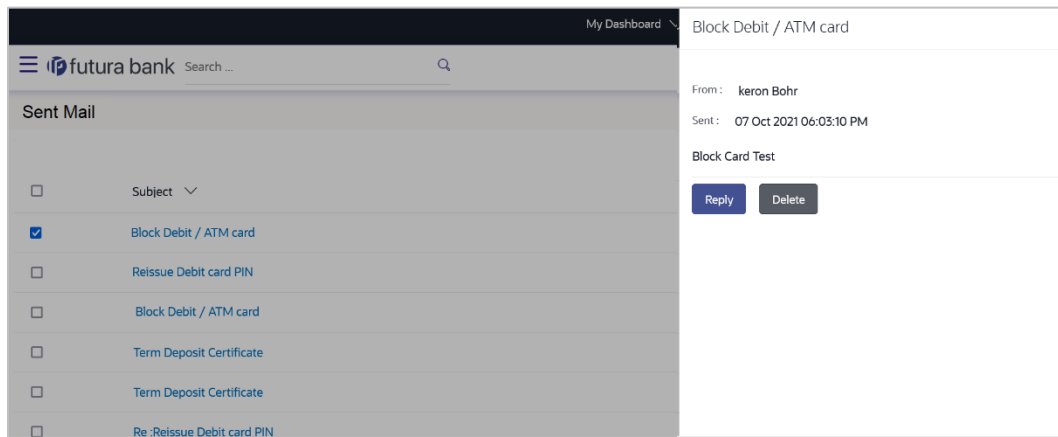 My Dashboard
futura bank Search ...
Sent Mail
Subject
Block Debit / ATM card
Reissue Debit card PIN
Block Debit / ATM card
Term Deposit Certificate
Term Deposit Certificate
Re :Reissue Debit card PIN
Block Debit / ATM card
From : keron Bohr
Sent : 07 Oct 2021 06:03:10 PM
Block Card Test
Reply Delete